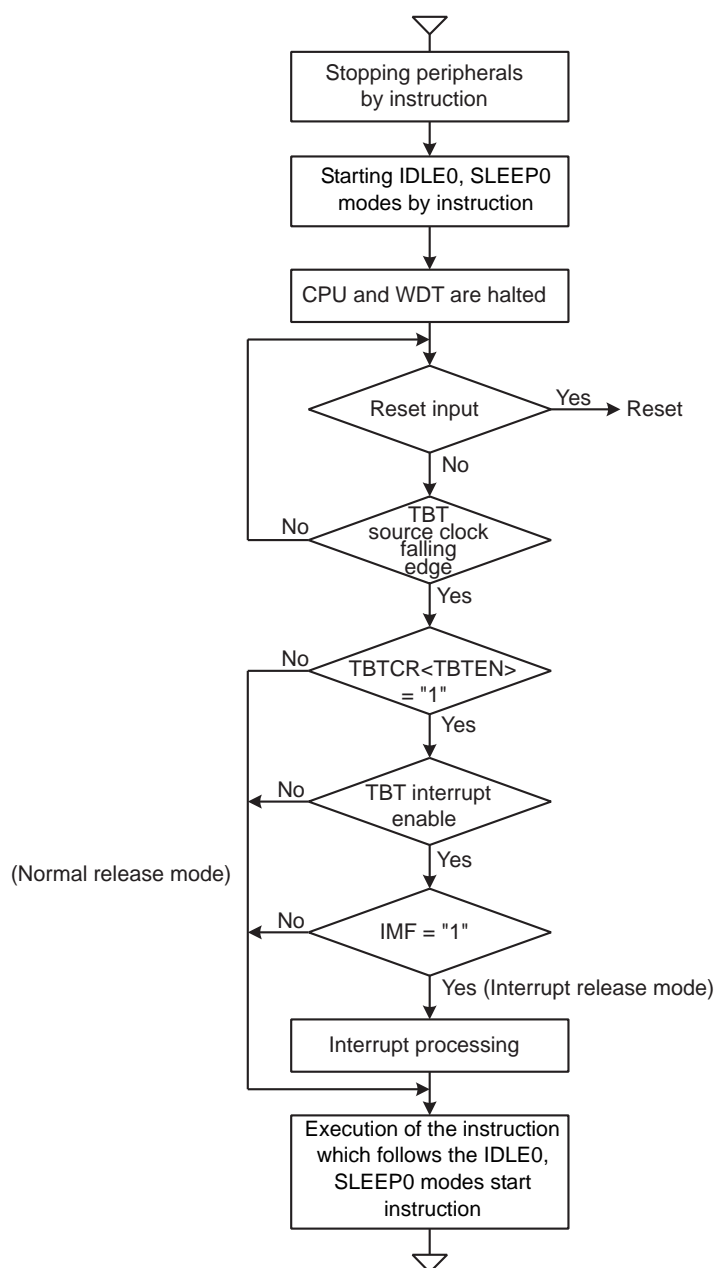 Stopping peripherals
by instruction
Starting IDLE0, SLEEP0
modes by instruction
CPU and WDT are halted
Reset input
Yes
Reset
No
No
TBT
source clock
falling
edge
Yes
No
TBTCR<TBTEN>
= "1"
Yes
No
TBT interrupt
enable
Yes
(Normal release mode)
No
IMF = "1"
Yes (Interrupt release mode)
Interrupt processing
Execution of the instruction
which follows the IDLE0,
SLEEP0 modes start
instruction